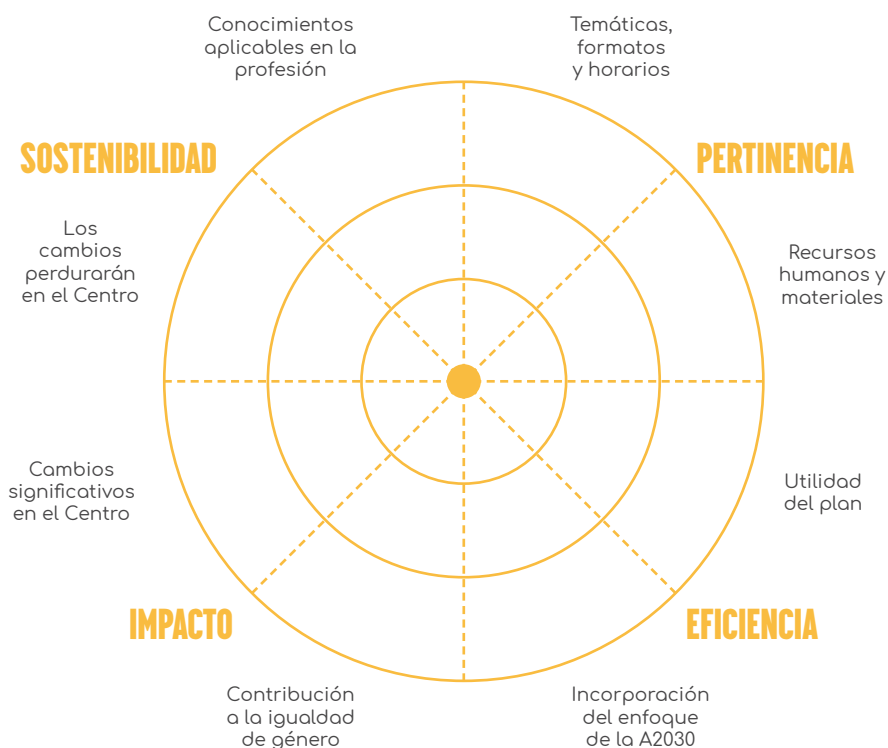 Conocimientos
aplicables en la
profesión
Temáticas,
formatos
y horarios
SOSTENIBILIDAD
PERTINENCIA
Los
cambios
perdurarán
en el Centro
Recursos
humanos y
materiales
Cambios
significativos
en el Centro
Utilidad
del plan
IMPACTO
EFICIENCIA
Contribución
a la igualdad
de género
Incorporación
del enfoque
de la A2030